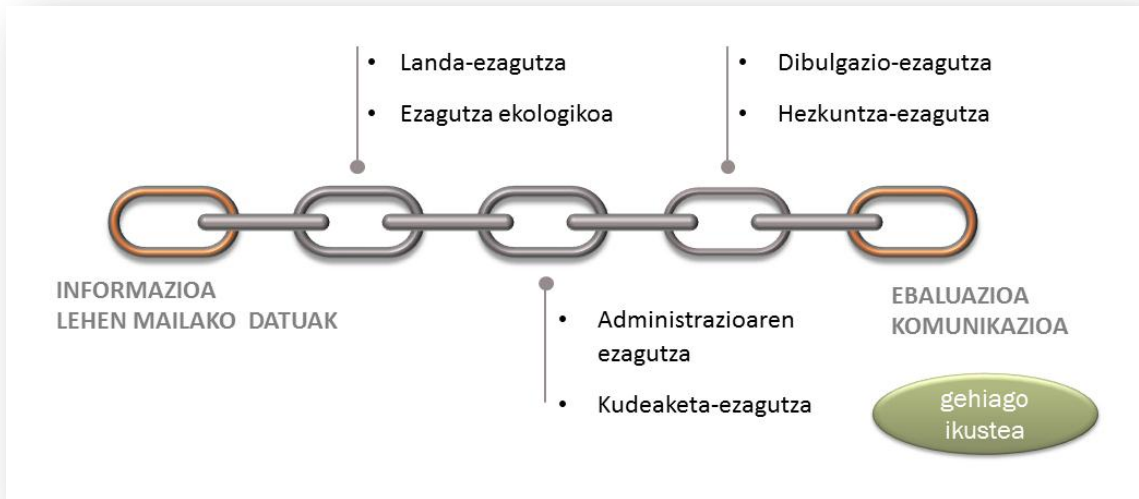 • Landa-ezagutza
• Ezagutza ekologikoa
• Dibulgazio-ezagutza
• Hezkuntza-ezagutza
INFORMAZIOA
LEHEN MAILAKO DATUAK
• Administrazioaren
ezagutza
• Kudeaketa-ezagutza
EBALUAZIOA
KOMUNIKAZIOA
gehiago
ikustea